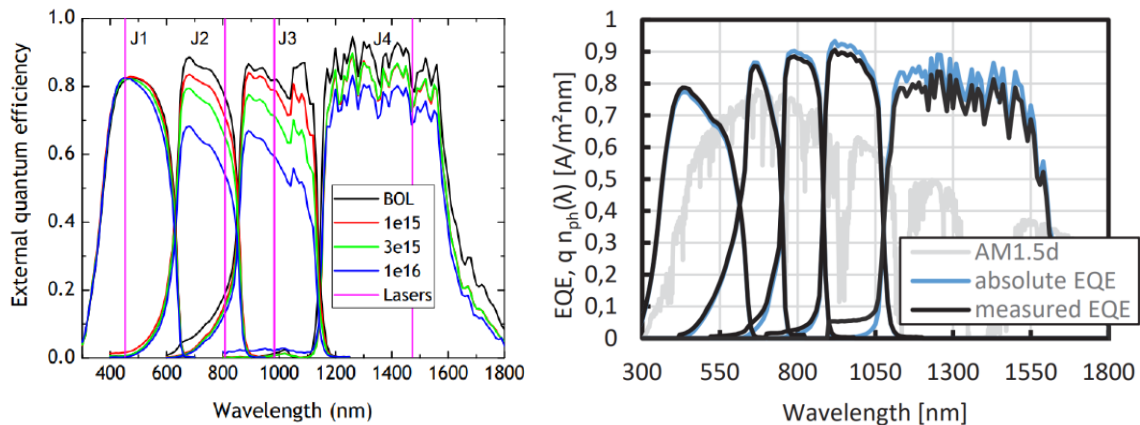 External quantum efficiency
1.0
0.8
0.6
0.4
0.2
0.0
J1
J2
J3
J4
BOL
1e15
3e15
1e16
Lasers
400 600 800 1000 1200 1400 1600 1800
Wavelength (nm)
EQE, q n_ph(λ) [A/m²nm]
1
0,9
0,8
0,7
0,6
0,5
0,4
0,3
0,2
0,1
0
AM1.5d
absolute EQE
measured EQE
300 550 800 1050 1300 1550 1800
Wavelength [nm]